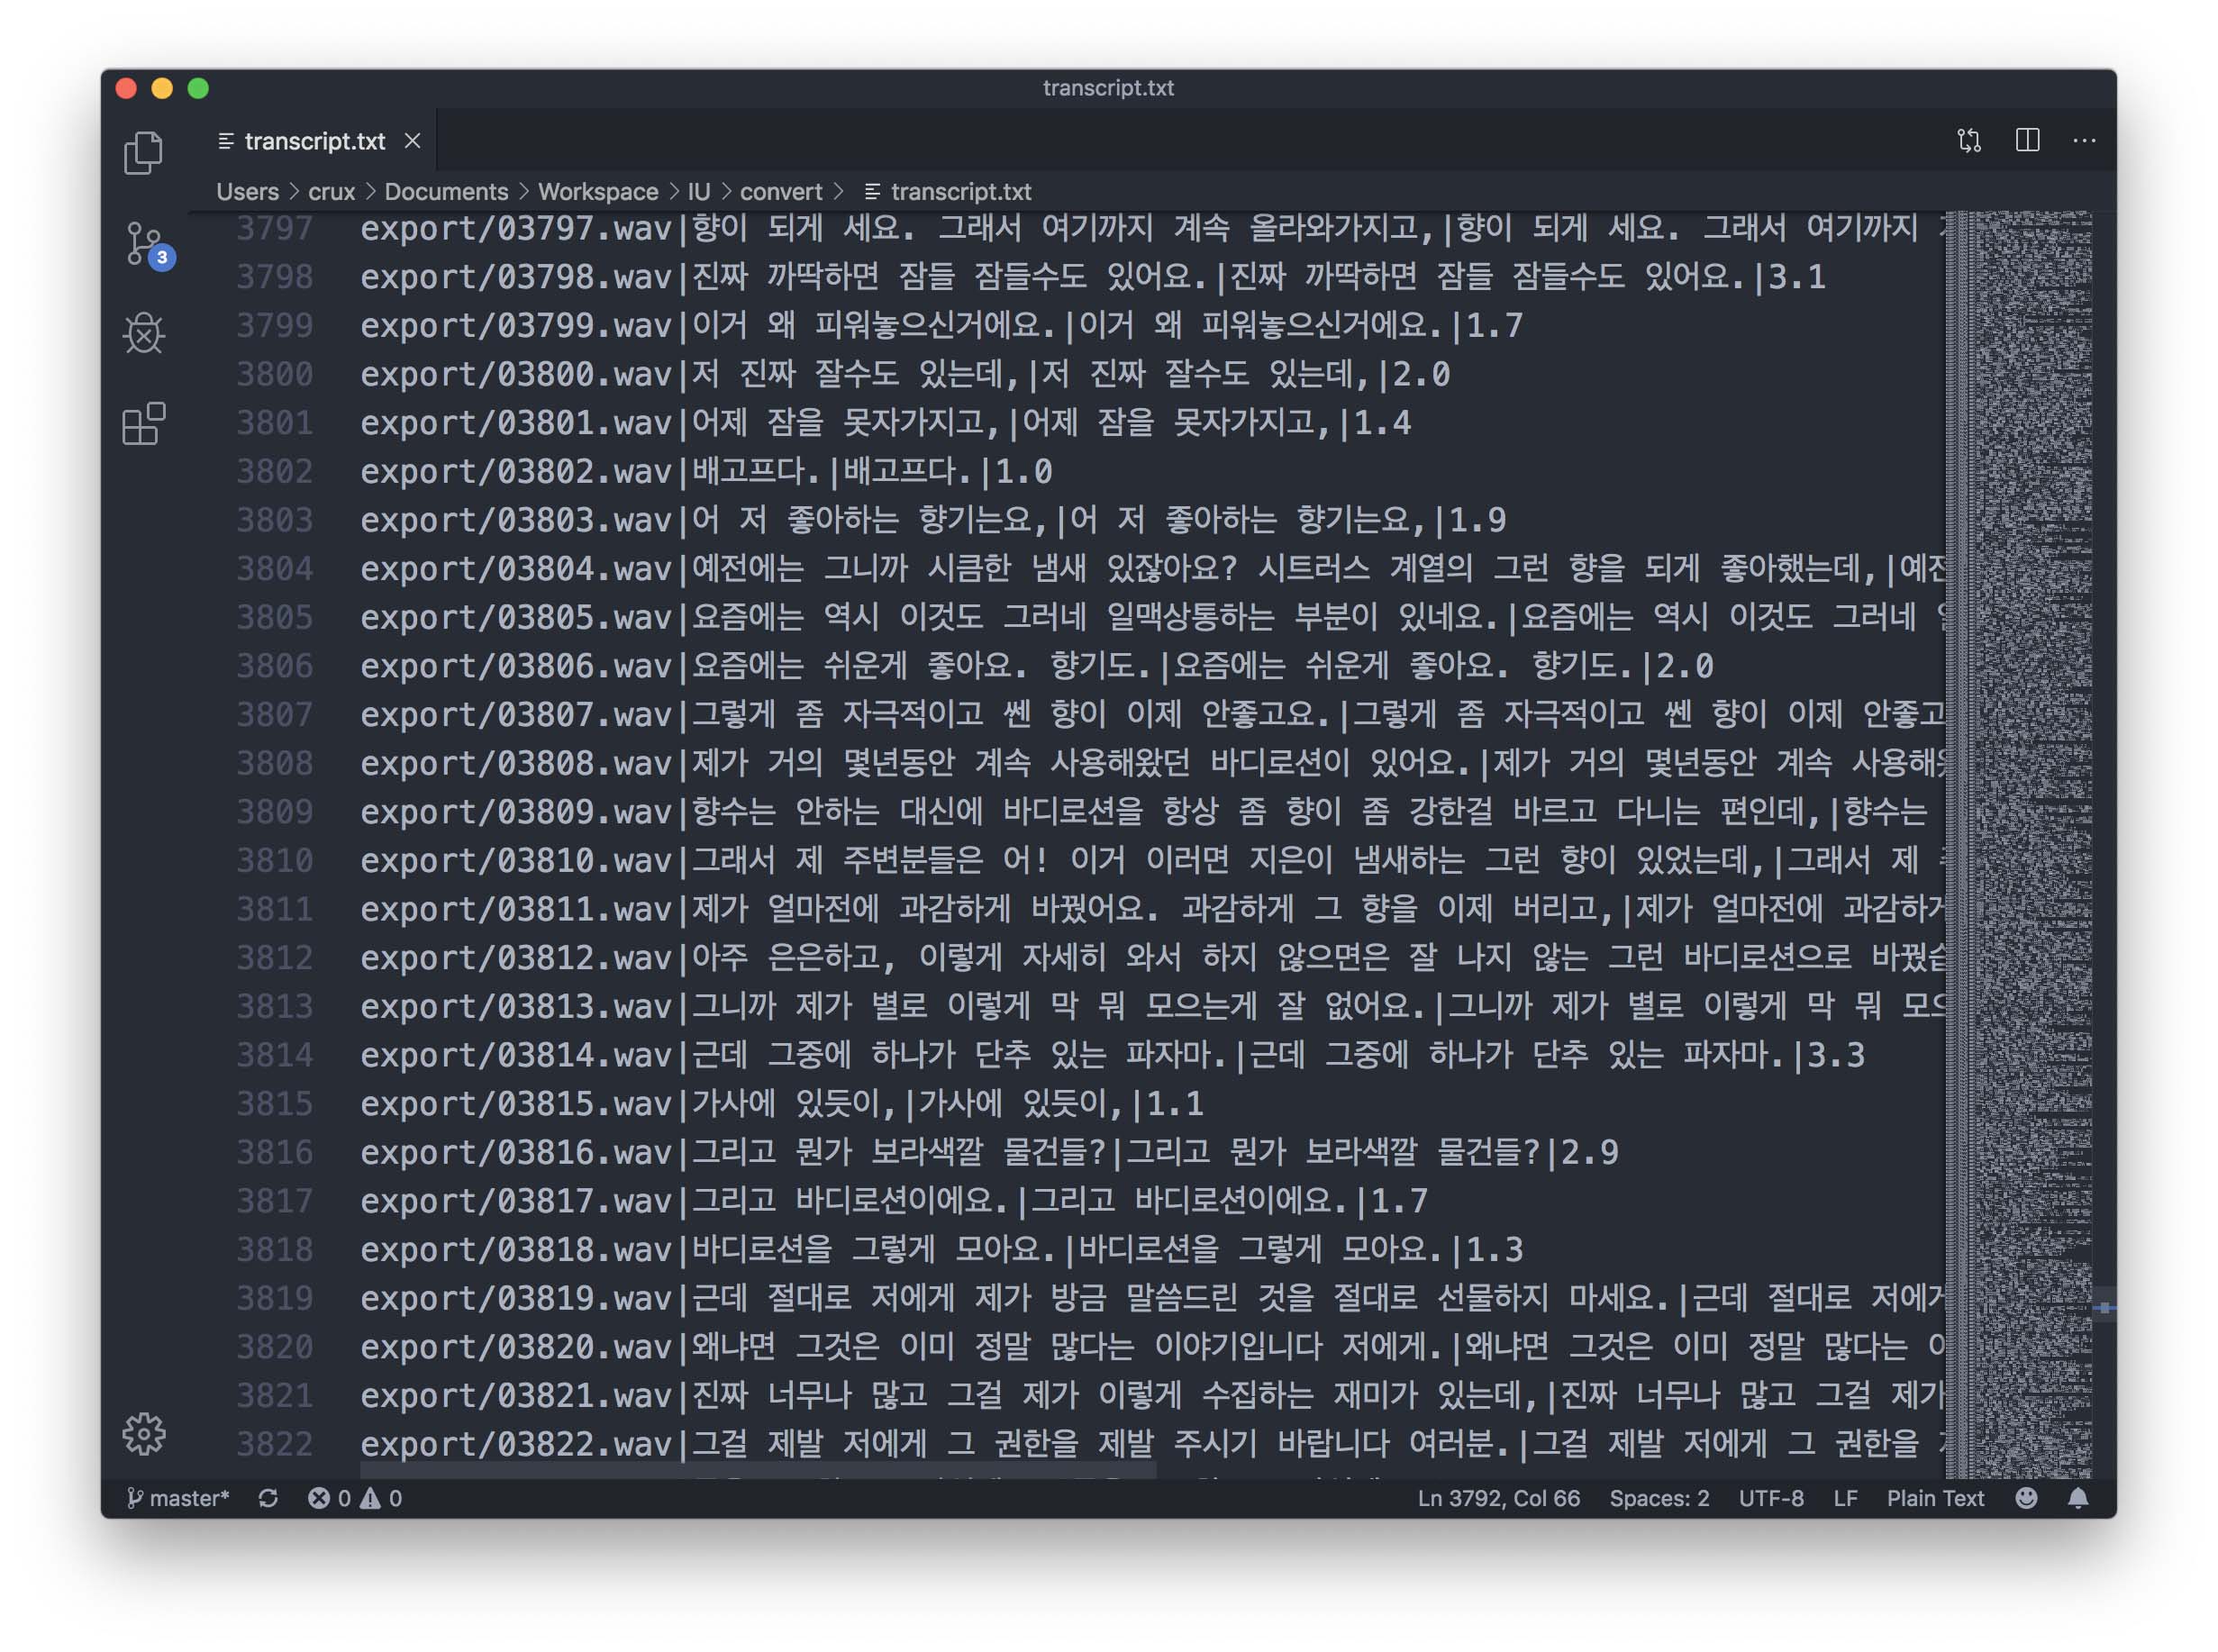 transcript.txt
transcript.txt
Users > crux > Documents > Workspace > IU > convert > transcript.txt
3
3797 export/03797.wav|향이 되게 세요. 그래서 여기까지 계속 올라와가지고,|향이 되게 세요. 그래서 여기까지
3798 export/03798.wav|진짜 까딱하면 잠들 잠들수도 있어요.|진짜 까딱하면 잠들 잠들수도 있어요.|3.1
3799 export/03799.wav|이거 왜 피워놓으신거에요.|이거 왜 피워놓으신거에요.|1.7
3800 export/03800.wav|저 진짜 잘수도 있는데,|저 진짜 잘수도 있는데,|2.0
3801 export/03801.wav|어제 잠을 못자가지고,|어제 잠을 못자가지고,|1.4
3802 export/03802.wav|배고프다.|배고프다.|1.0
3803 export/03803.wav|어 저 좋아하는 향기는요,|어 저 좋아하는 향기는요,|1.9
3804 export/03804.wav|예전에는 그니까 시큼한 냄새 있잖아요? 시트러스 계열의 그런 향을 되게 좋아했는데,|예전
3805 export/03805.wav|요즘에는 역시 이것도 그러네 일맥상통하는 부분이 있네요.|요즘에는 역시 이것도 그러네
3806 export/03806.wav|요즘에는 쉬운게 좋아요. 향기도.|요즘에는 쉬운게 좋아요. 향기도.|2.0
3807 export/03807.wav|그렇게 좀 자극적이고 쎈 향이 이제 안좋고요.|그렇게 좀 자극적이고 쎈 향이 이제 안좋고
3808 export/03808.wav|제가 거의 몇년동안 계속 사용해왔던 바디로션이 있어요.|제가 거의 몇년동안 계속 사용해
3809 export/03809.wav|향수는 안하는 대신에 바디로션을 항상 좀 향이 좀 강한걸 바르고 다니는 편인데,|향수는
3810 export/03810.wav|그래서 제 주변분들은 어! 이거 이러면 지은이 냄새하는 그런 향이 있었는데,|그래서 제
3811 export/03811.wav|제가 얼마전에 과감하게 바꿨어요. 과감하게 그 향을 이제 버리고,|제가 얼마전에 과감하게
3812 export/03812.wav|아주 은은하고, 이렇게 자세히 와서 하지 않으면은 잘 나지 않는 그런 바디로션으로 바꿨습
3813 export/03813.wav|그니까 제가 별로 이렇게 막 뭐 모으는게 잘 없어요.|그니까 제가 별로 이렇게 막 뭐 모으
3814 export/03814.wav|근데 그중에 하나가 단추 있는 파자마.|근데 그중에 하나가 단추 있는 파자마.|3.3
3815 export/03815.wav|가사에 있듯이,|가사에 있듯이,|1.1
3816 export/03816.wav|그리고 뭔가 보라색깔 물건들?|그리고 뭔가 보라색깔 물건들?|2.9
3817 export/03817.wav|그리고 바디로션이에요.|그리고 바디로션이에요.|1.7
3818 export/03818.wav|바디로션을 그렇게 모아요.|바디로션을 그렇게 모아요.|1.3
3819 export/03819.wav|근데 절대로 저에게 제가 방금 말씀드린 것을 절대로 선물하지 마세요.|근데 절대로 저에게
3820 export/03820.wav|왜냐면 그것은 이미 정말 많다는 이야기입니다 저에게.|왜냐면 그것은 이미 정말 많다는 이
3821 export/03821.wav|진짜 너무나 많고 그걸 제가 이렇게 수집하는 재미가 있는데,|진짜 너무나 많고 그걸 제가
3822 export/03822.wav|그걸 제발 저에게 그 권한을 제발 주시기 바랍니다 여러분.|그걸 제발 저에게 그 권한을
master* 0 0 Ln 3792, Col 66 Spaces: 2 UTF-8 LF Plain Text